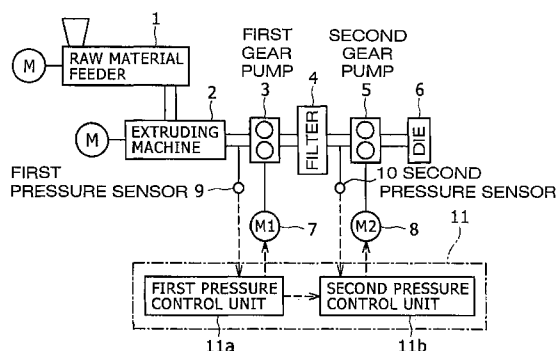 1
RAW MATERIAL
FEEDER
M
FIRST
GEAR
PUMP
3
SECOND
GEAR
PUMP
5
4
6
2
M
EXTRUDING
MACHINE
FILTER
DIE
FIRST
PRESSURE
SENSOR 9
10 SECOND
PRESSURE
SENSOR
M1
7
M2
8
11
FIRST PRESSURE
CONTROL UNIT
SECOND PRESSURE
CONTROL UNIT
11a
11b